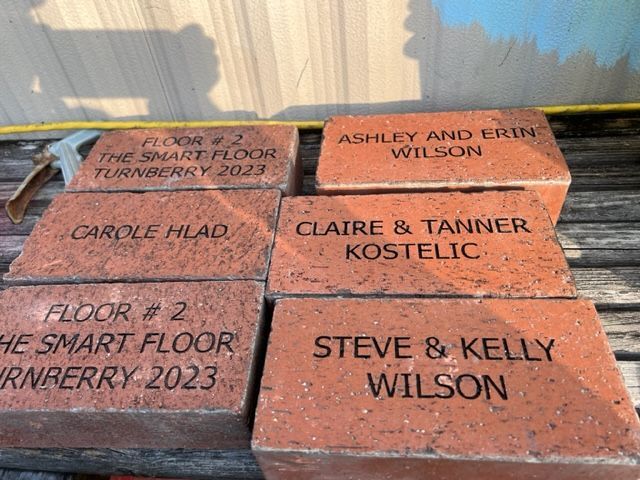 FLOOR # 2
THE SMART FLOOR
TURNBERRY 2023
ASHLEY AND ERIN
WILSON
CAROLE HLAD
CLAIRE & TANNER
KOSTELIC
FLOOR # 2
HE SMART FLOOR
URNBERRY 2023
STEVE & KELLY
WILSON